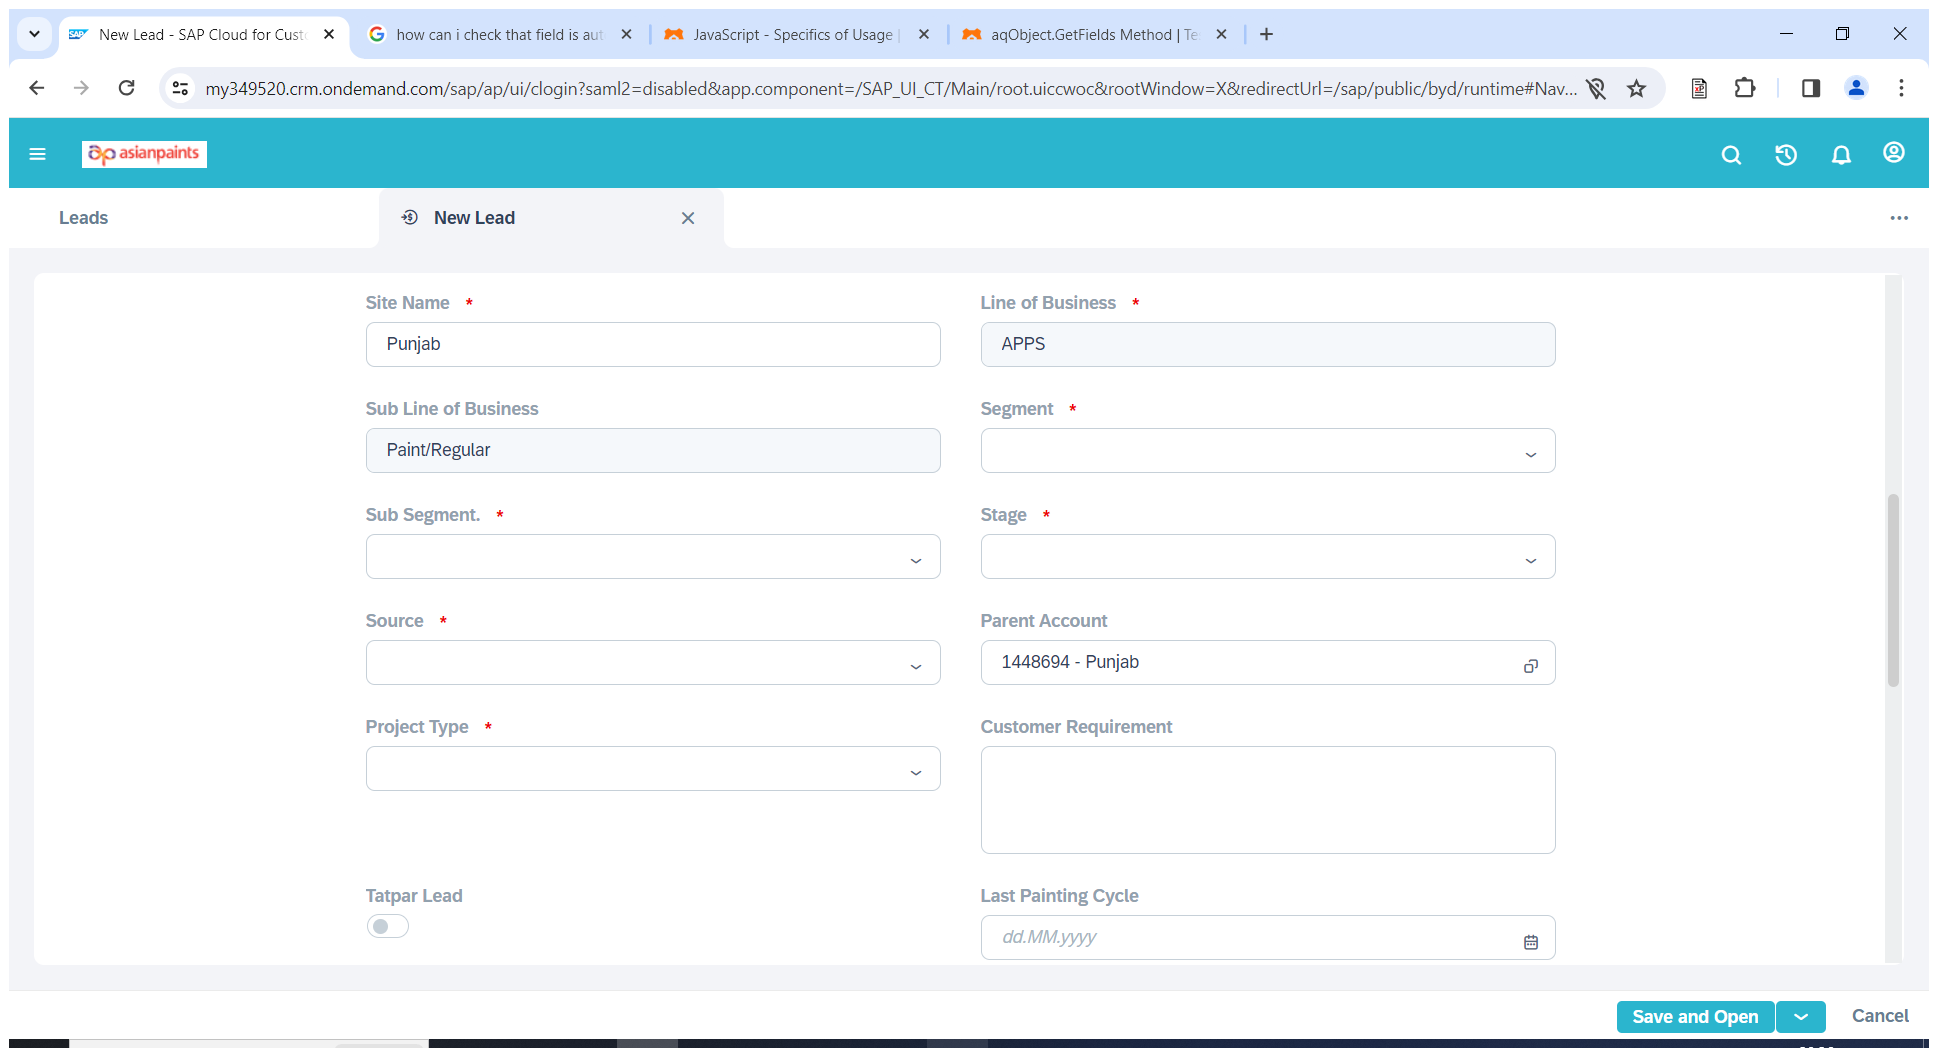 New Lead - SAP Cloud for Cust
how can i check that field is aut
JavaScript - Specifics of Usage |
aqObject.GetFields Method | Te
my349520.crm.ondemand.com/sap/ap/ui/clogin?saml2=disabled&app.component=/SAP_UI_CT/Main/root.uiccwoc&rootWindow=X&redirectUrl=/sap/public/byd/runtime#Nav...
asianpaints
Leads
New Lead
Site Name *
Line of Business *
Punjab
APPS
Sub Line of Business
Segment *
Paint/Regular
Sub Segment. *
Stage *
Source *
Parent Account
1448694 - Punjab
Project Type *
Customer Requirement
Tatpar Lead
Last Painting Cycle
dd.MM.yyyy
Save and Open
Cancel